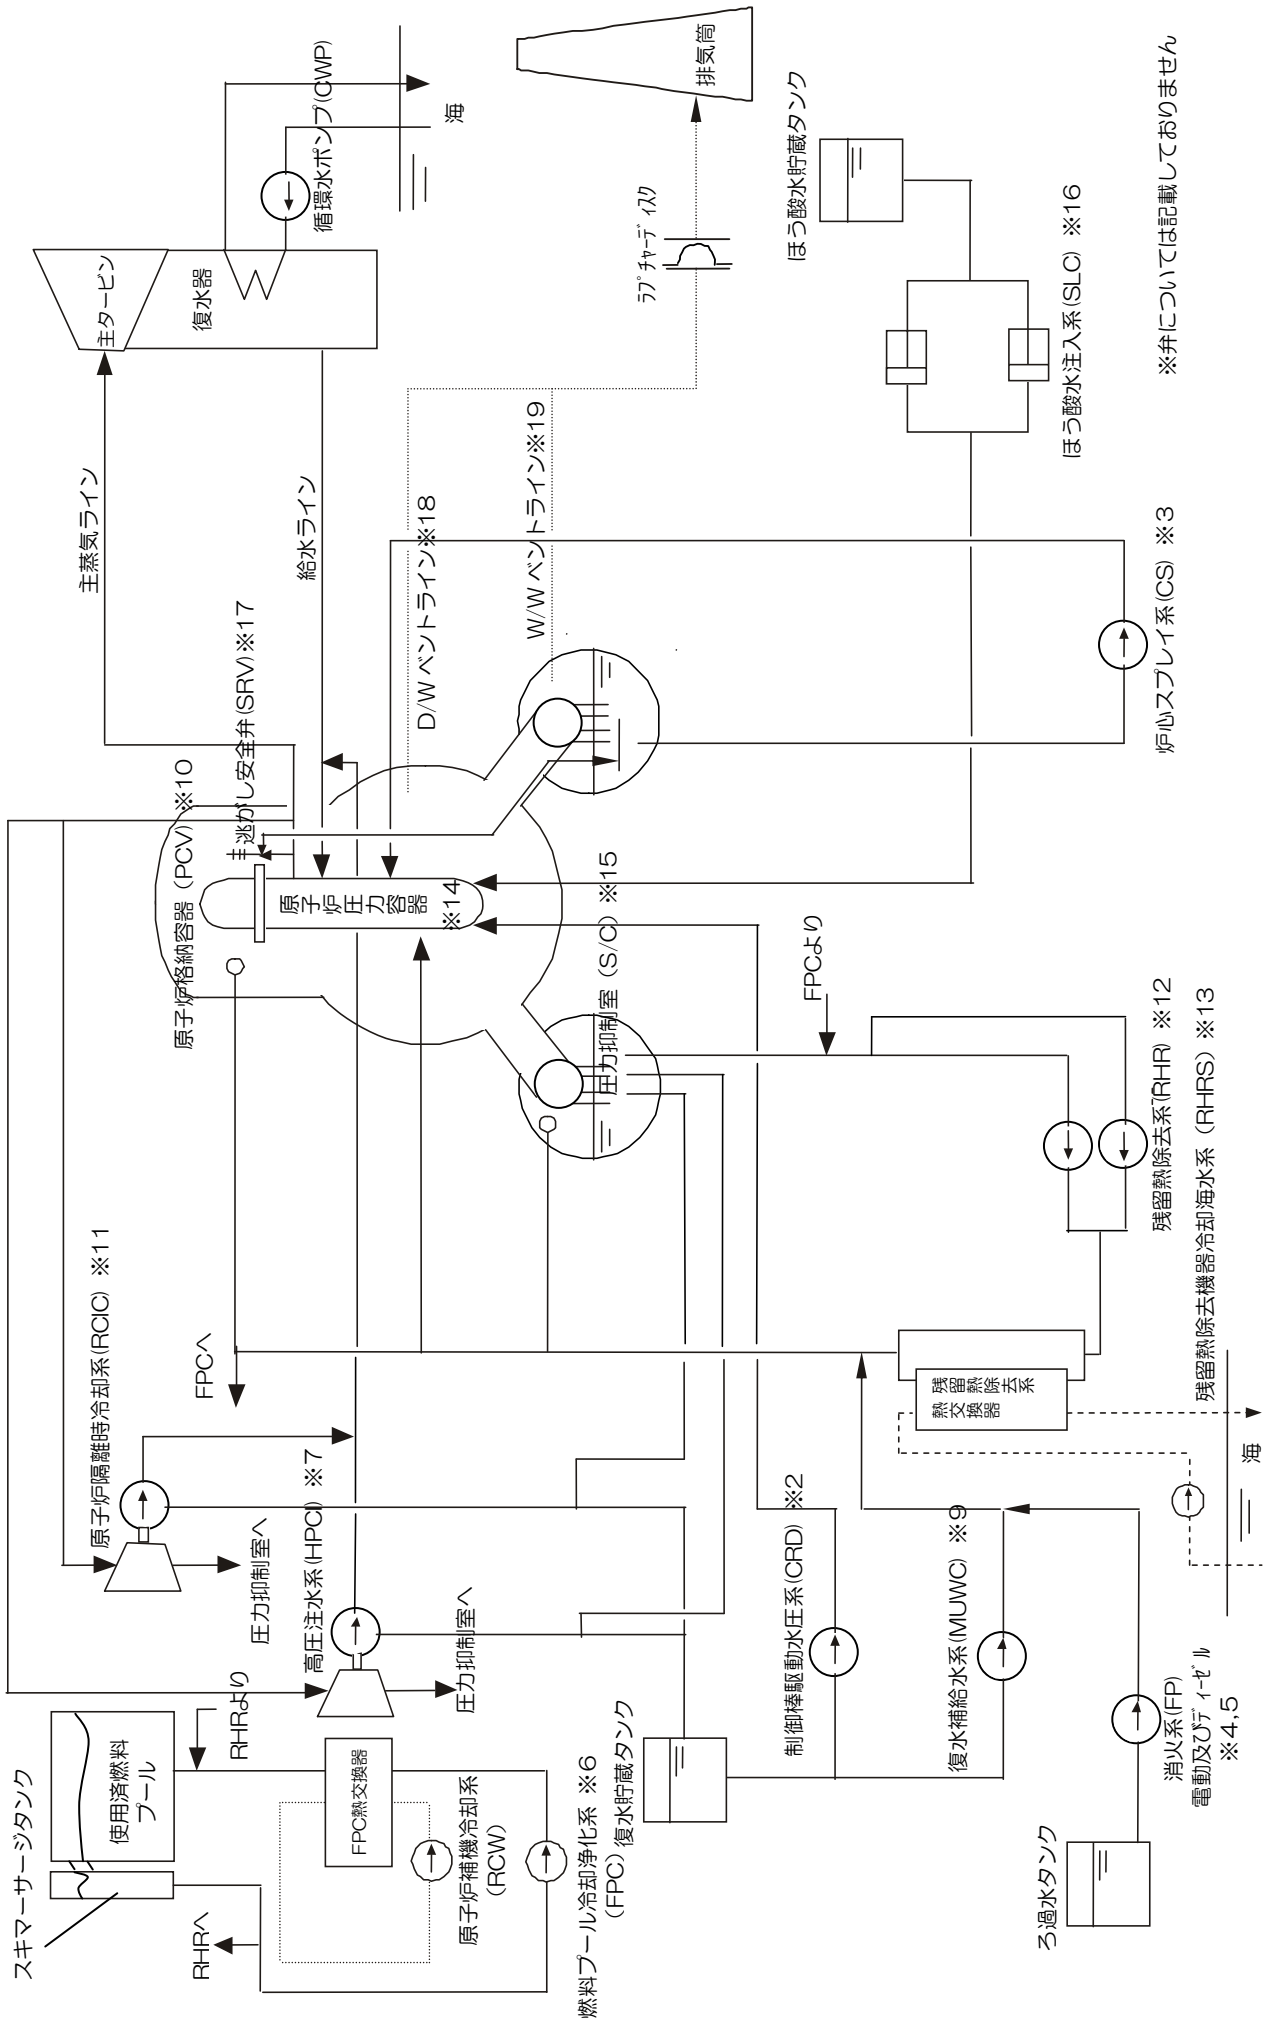 スキマーサージタンク
使用済燃料
プール
RHRより
RHRへ
FPC熱交換器
原子炉補機冷却系
(RCW)
燃料プール冷却浄化系 ※6
(FPC)
原子炉隔離時冷却系(RCIC) ※11
圧力抑制室へ
高圧注水系(HPCI) ※7
圧力抑制室へ
FPCへ
復水貯蔵タンク
制御棒駆動水圧系(CRD) ※2
復水補給水系(MUWC) ※9
ろ過水タンク
消火系(FP)
電動及びディーゼル
※4,5
原子炉格納容器 (PCV) ※10
原子炉圧力容器
※14
逃がし安全弁(SRV)※17
圧力抑制室 (S/C) ※15
FPCより
残留熱除去系(RHR) ※12
残留熱除去機器冷却海水系 (RHRS) ※13
残留熱除去系
熱交換器
海
主蒸気ライン
給水ライン
D/Wベントライン※18
W/Wベントライン※19
主タービン
復水器
循環水ポンプ(CWP)
海
排気筒
ラプチャーディスク
ほう酸水貯蔵タンク
ほう酸水注入系(SLC) ※16
炉心スプレイ系(CS) ※3
※弁については記載しておりません